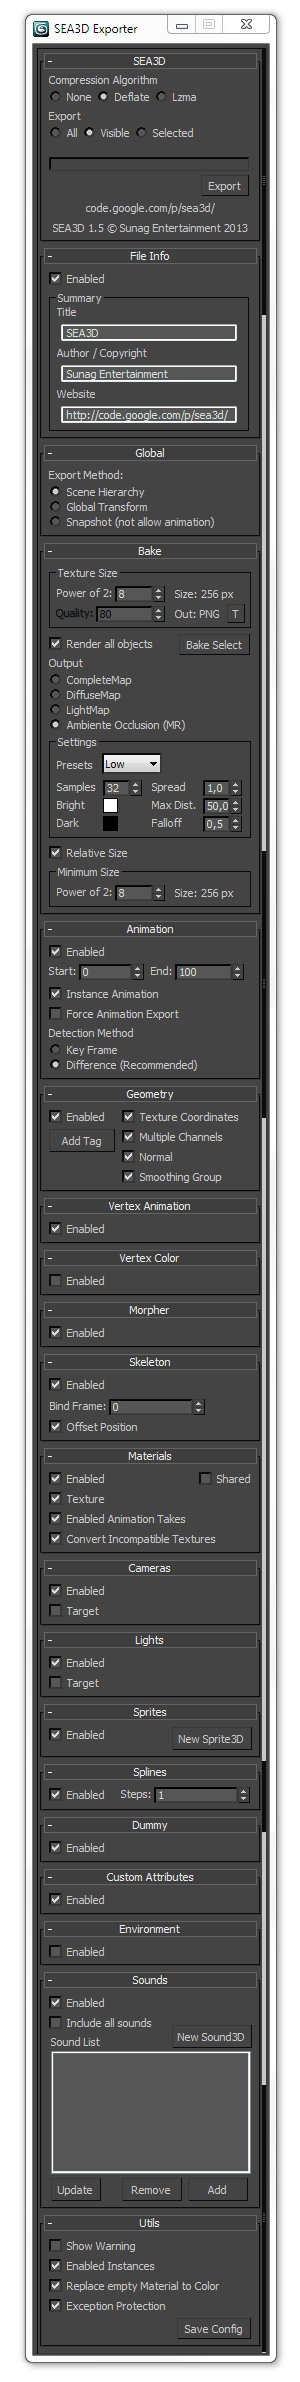 SEA3D Exporter
SEA3D
Compression Algorithm
None Deflate Lzma
Export
All Visible Selected
Export
code.google.com/p/sea3d/
SEA3D 1.5 © Sunag Entertainment 2013
File Info
Enabled
Summary
Title
SEA3D
Author / Copyright
Sunag Entertainment
Website
http://code.google.com/p/sea3d/
Global
Export Method:
Scene Hierarchy
Global Transform
Snapshot (not allow animation)
Bake
Texture Size
Power of 2: 8 Size: 256 px
Quality: 80 Out: PNG T
Render all objects Bake Select
Output
CompleteMap
DiffuseMap
LightMap
Ambiente Occlusion (MR)
Settings
Presets Low
Samples 32 Spread 1,0
Bright Max Dist. 50,0
Dark Falloff 0,5
Relative Size
Minimum Size
Power of 2: 8 Size: 256 px
Animation
Enabled
Start: 0 End: 100
Instance Animation
Force Animation Export
Detection Method
Key Frame
Difference (Recommended)
Geometry
Enabled Texture Coordinates
Add Tag Multiple Channels
Normal
Smoothing Group
Vertex Animation
Enabled
Vertex Color
Enabled
Morpher
Enabled
Skeleton
Enabled
Bind Frame: 0
Offset Position
Materials
Enabled Shared
Texture
Enabled Animation Takes
Convert Incompatible Textures
Cameras
Enabled
Target
Lights
Enabled
Target
Sprites
Enabled New Sprite3D
Splines
Enabled Steps: 1
Dummy
Enabled
Custom Attributes
Enabled
Environment
Enabled
Sounds
Enabled
Include all sounds
New Sound3D
Sound List
Update Remove Add
Utils
Show Warning
Enabled Instances
Replace empty Material to Color
Exception Protection
Save Config